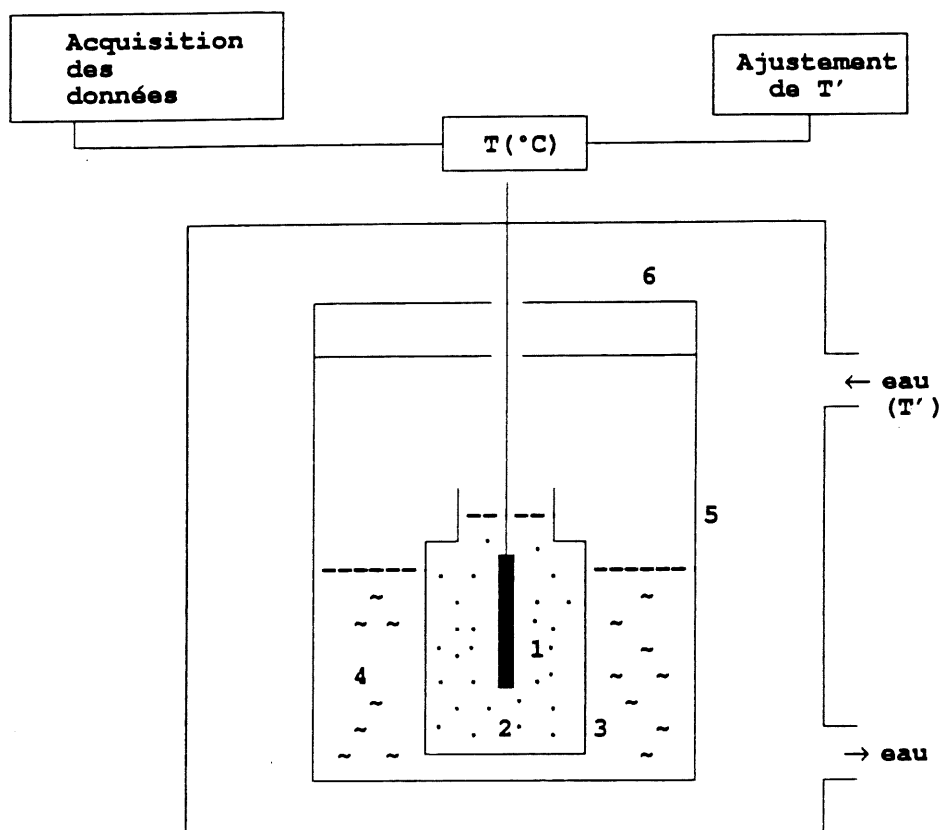 Acquisition
des
données
Ajustement
de T'
T(°C)
6
← eau
(T')
5
1
4
2
3
→ eau